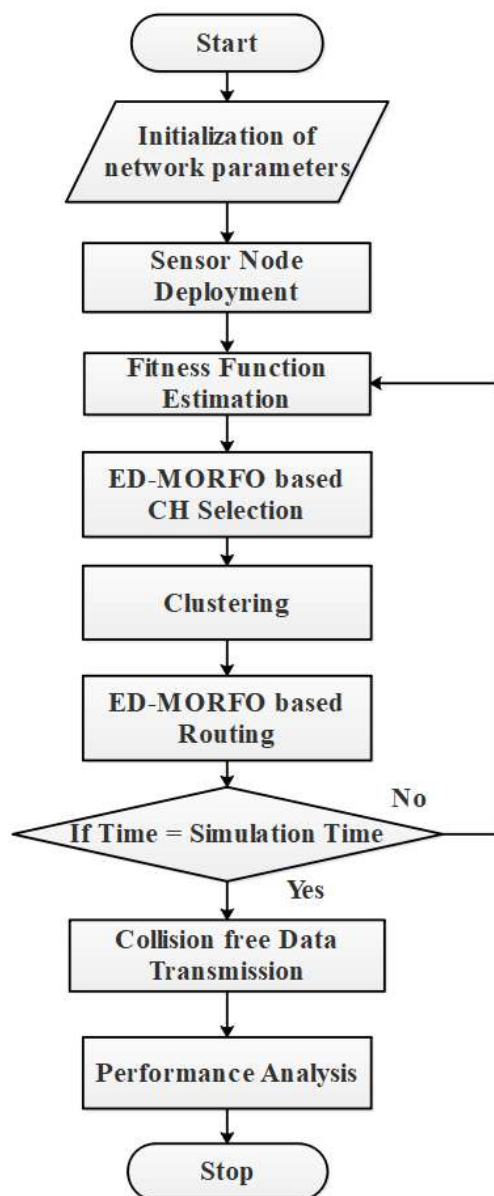 Start
Initialization of
network parameters
Sensor Node
Deployment
Fitness Function
Estimation
ED-MORFO based
CH Selection
Clustering
ED-MORFO based
Routing
No
If Time = Simulation Time
Yes
Collision free Data
Transmission
Performance Analysis
Stop